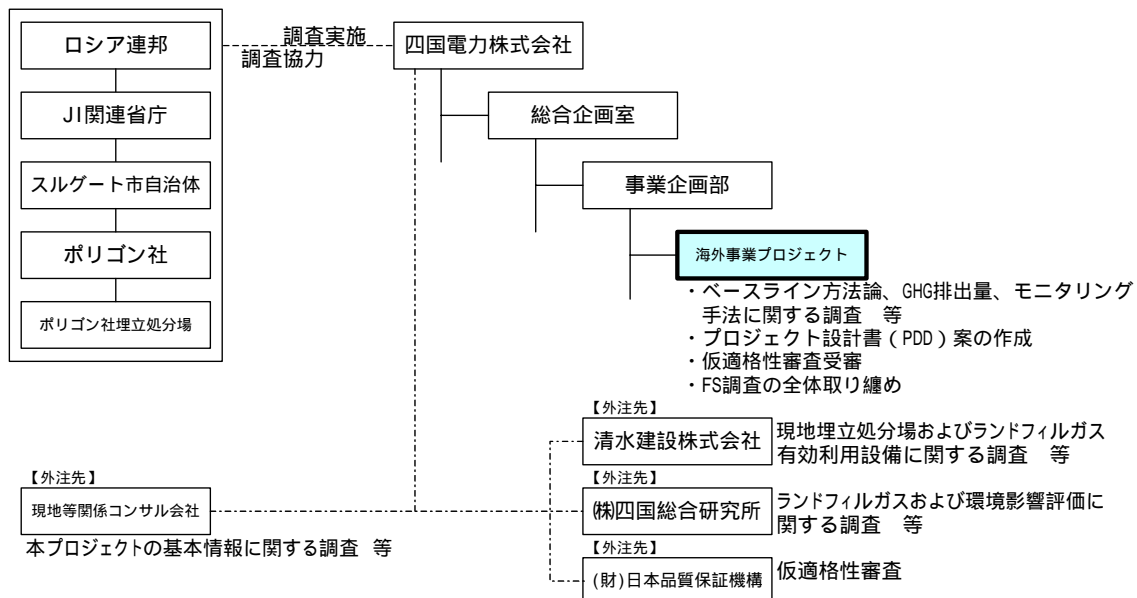 ロシア連邦
JI関連省庁
スルグート市自治体
ポリゴン社
ポリゴン社埋立処分場
調査実施
調査協力
四国電力株式会社
総合企画室
事業企画部
海外事業プロジェクト
・ベースライン方法論、GHG排出量、モニタリング
手法に関する調査　等
・プロジェクト設計書（PDD）案の作成
・仮適格性審査受審
・FS調査の全体取り纏め
【外注先】
清水建設株式会社
現地埋立処分場およびランドフィルガス
有効利用設備に関する調査　等
【外注先】
現地等関係コンサル会社
本プロジェクトの基本情報に関する調査　等
【外注先】
㈱四国総合研究所
ランドフィルガスおよび環境影響評価に
関する調査　等
【外注先】
(財)日本品質保証機構
仮適格性審査